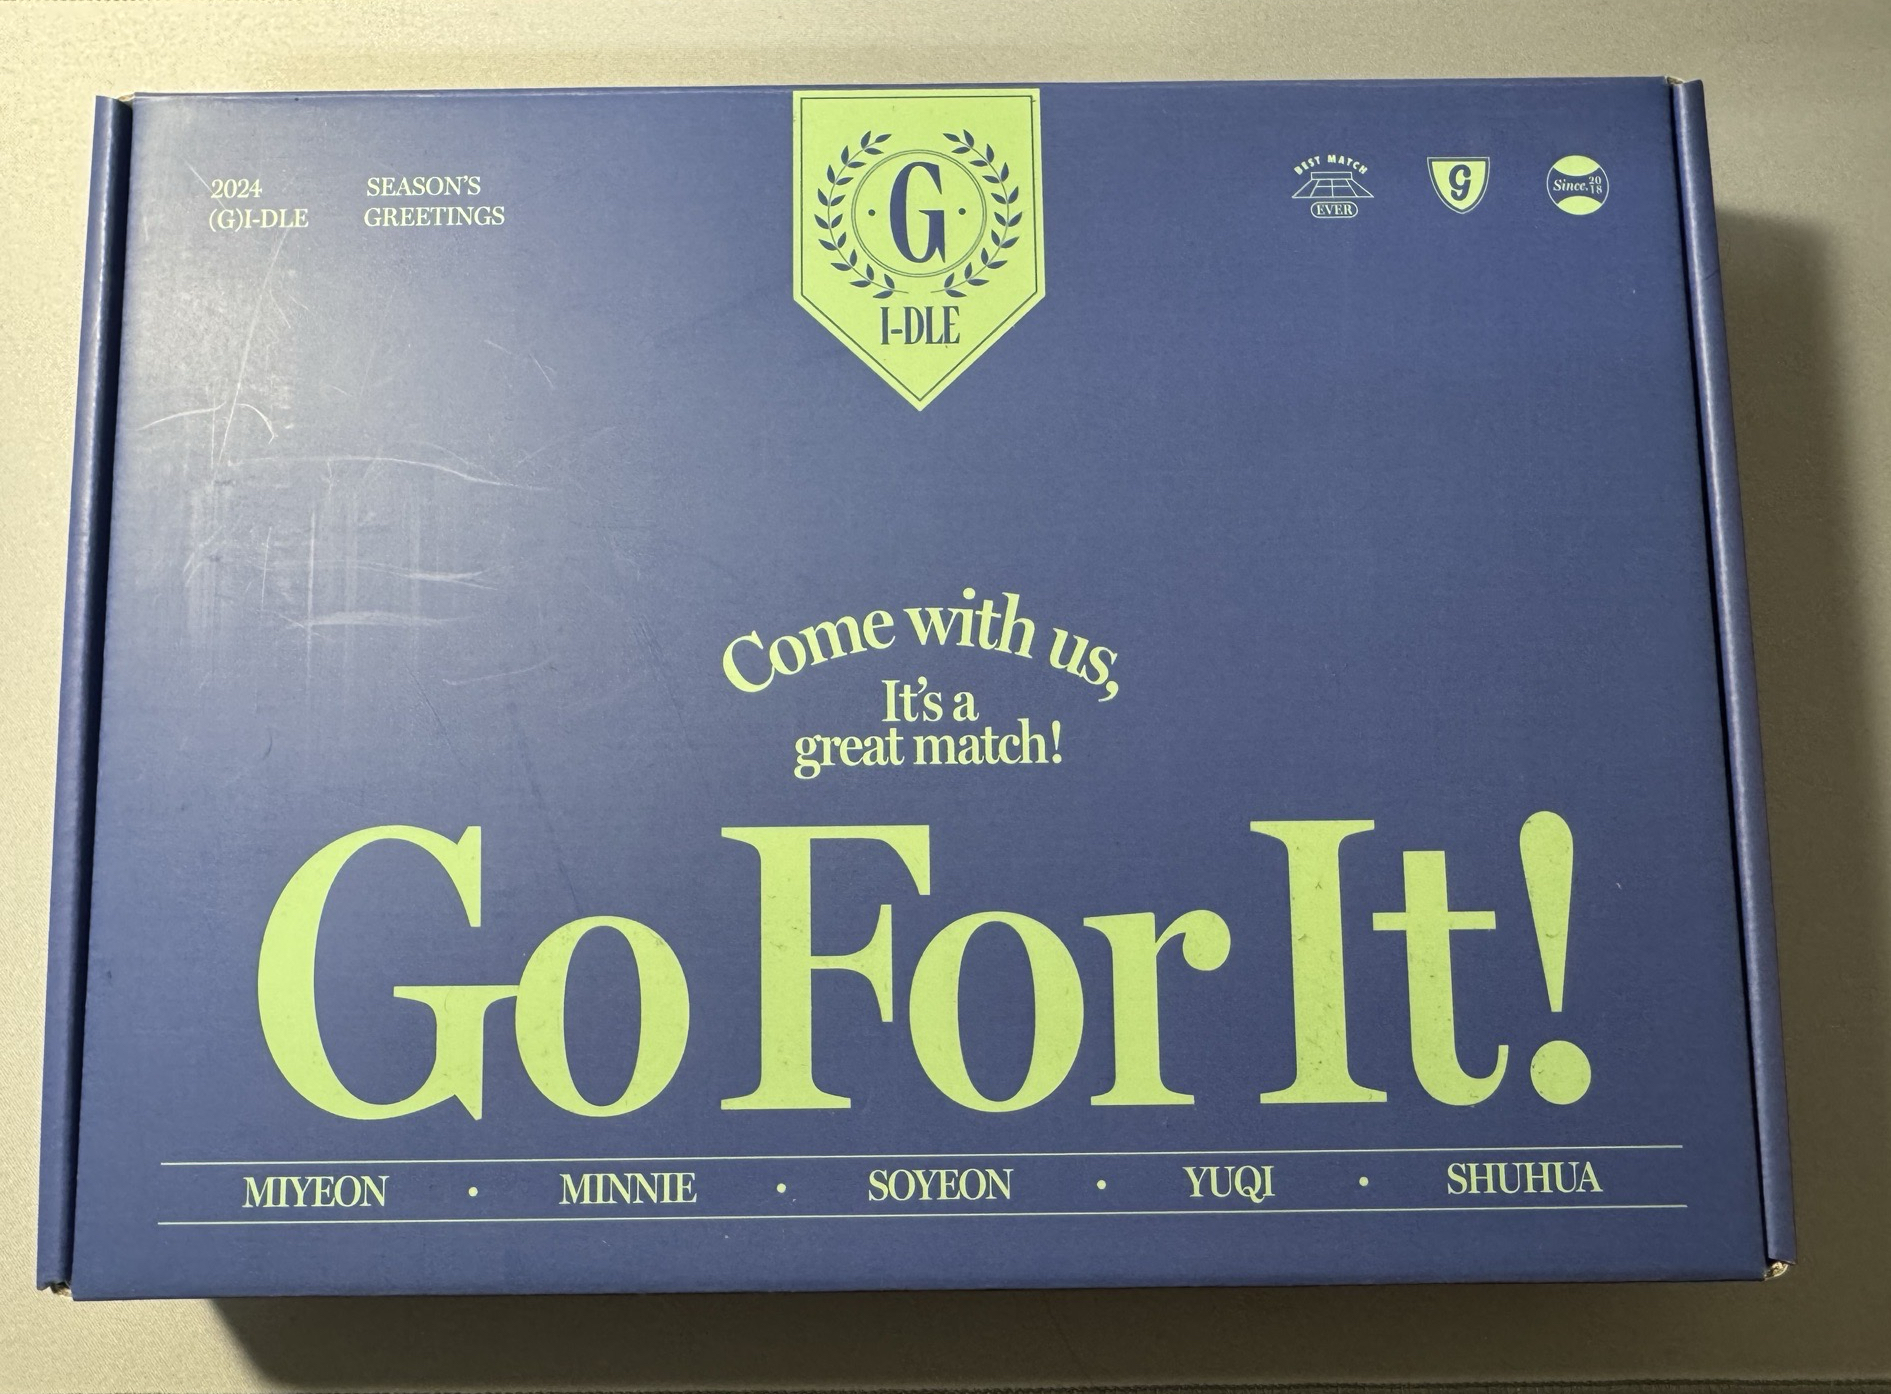 2024
(G)I-DLE
SEASON'S
GREETINGS
G
I-DLE
BEST MATCH
EVER
G
Since. 20
18
Come with us,
It's a
great match!
Go For It!
MIYEON • MINNIE • SOYEON • YUQI • SHUHUA